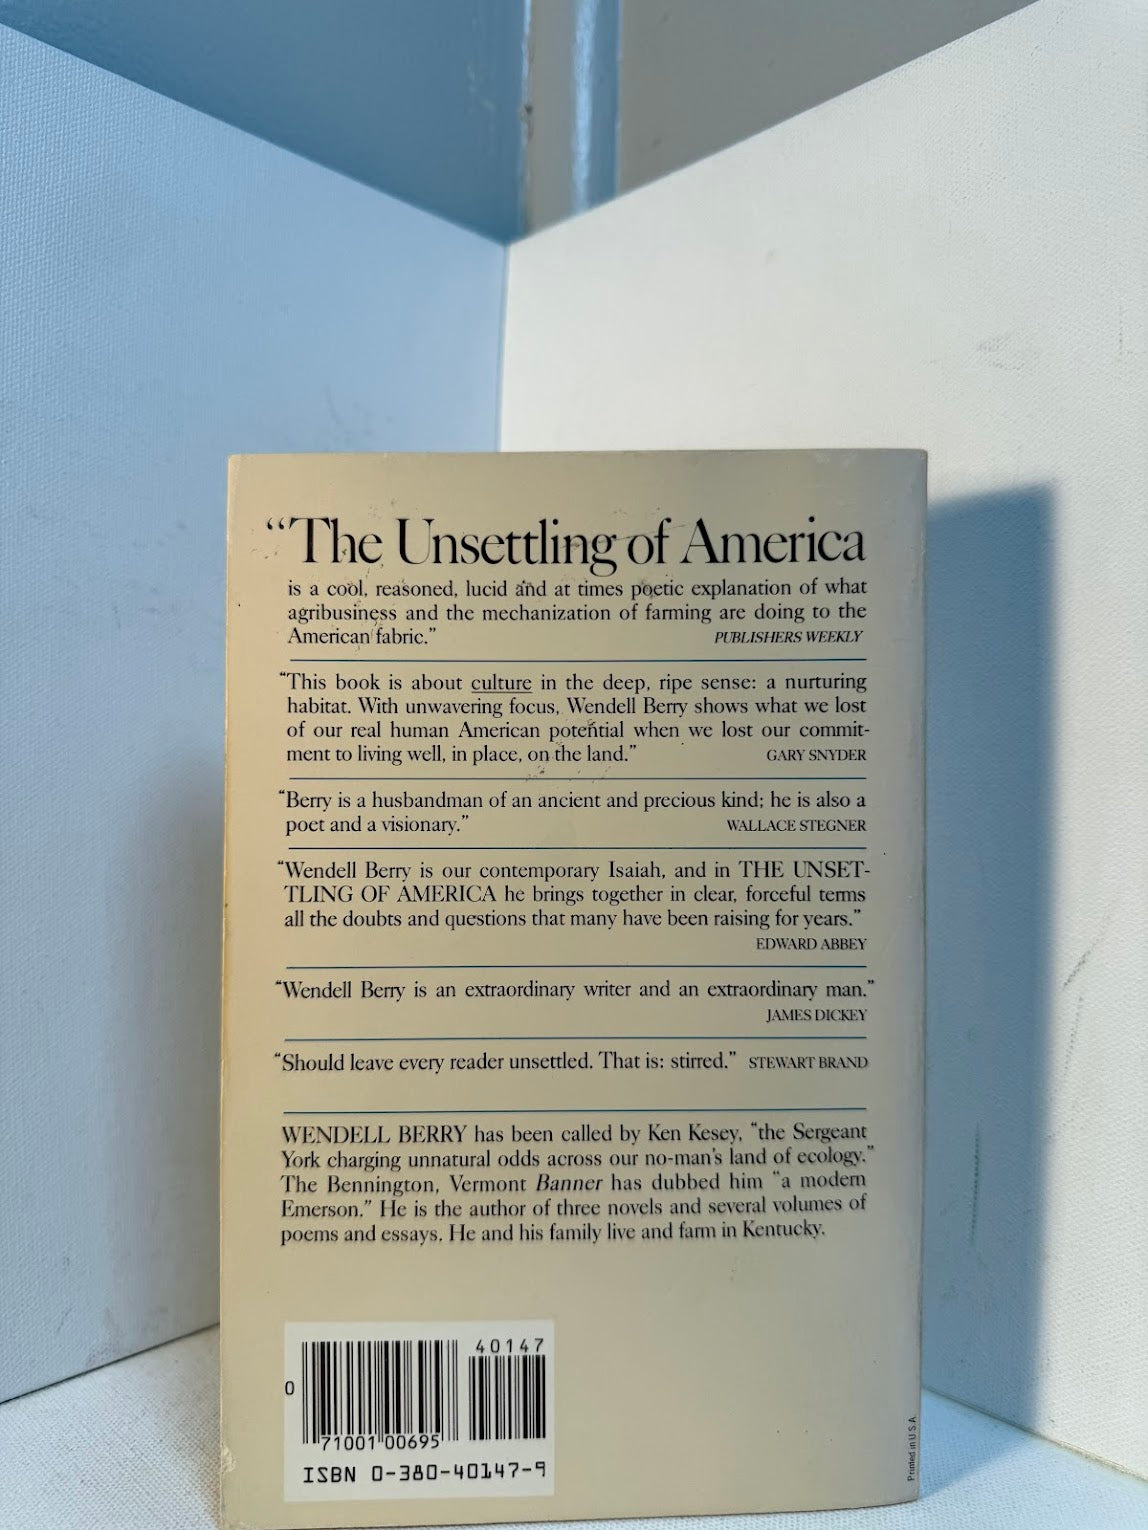 “The Unsettling of America
is a cool, reasoned, lucid and at times poetic explanation of what
agribusiness and the mechanization of farming are doing to the
American fabric.” PUBLISHERS WEEKLY
“This book is about culture in the deep, ripe sense: a nurturing
habitat. With unwavering focus, Wendell Berry shows what we lost
of our real human American potential when we lost our commit-
ment to living well, in place, on the land.” GARY SNYDER
“Berry is a husbandman of an ancient and precious kind; he is also a
poet and a visionary.” WALLACE STEGNER
“Wendell Berry is our contemporary Isaiah, and in THE UNSET-
TLING OF AMERICA he brings together in clear, forceful terms
all the doubts and questions that many have been raising for years.”
EDWARD ABBEY
“Wendell Berry is an extraordinary writer and an extraordinary man.”
JAMES DICKEY
“Should leave every reader unsettled. That is: stirred.” STEWART BRAND
WENDELL BERRY has been called by Ken Kesey, “the Sergeant
York charging unnatural odds across our no-man’s land of ecology.”
The Bennington, Vermont Banner has dubbed him “a modern
Emerson.” He is the author of three novels and several volumes of
poems and essays. He and his family live and farm in Kentucky.
40147
0
71001 00695
ISBN 0-380-40147-9
Printed in U.S.A.